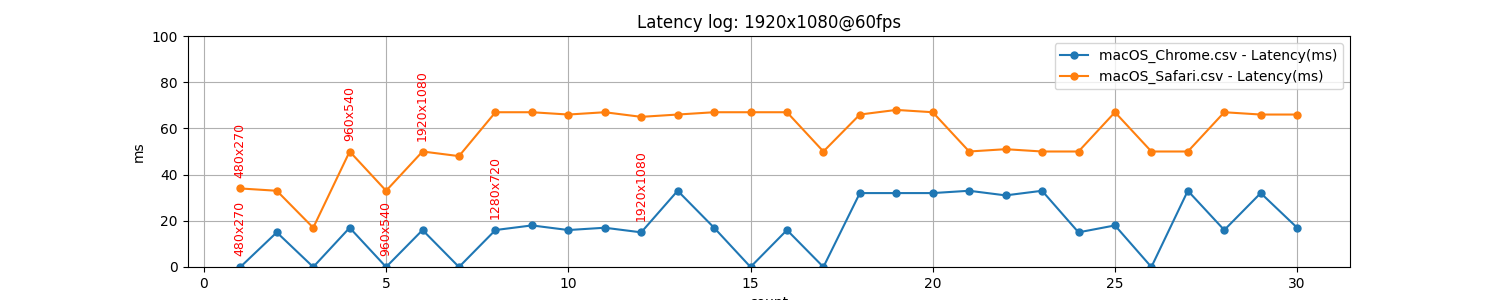 Latency log: 1920x1080@60fps
macOS_Chrome.csv - Latency(ms)
macOS_Safari.csv - Latency(ms)
ms
100
80
60
40
20
0
480x270
960x540
1920x1080
480x270
960x540
1280x720
1920x1080
0
5
10
15
20
25
30
count